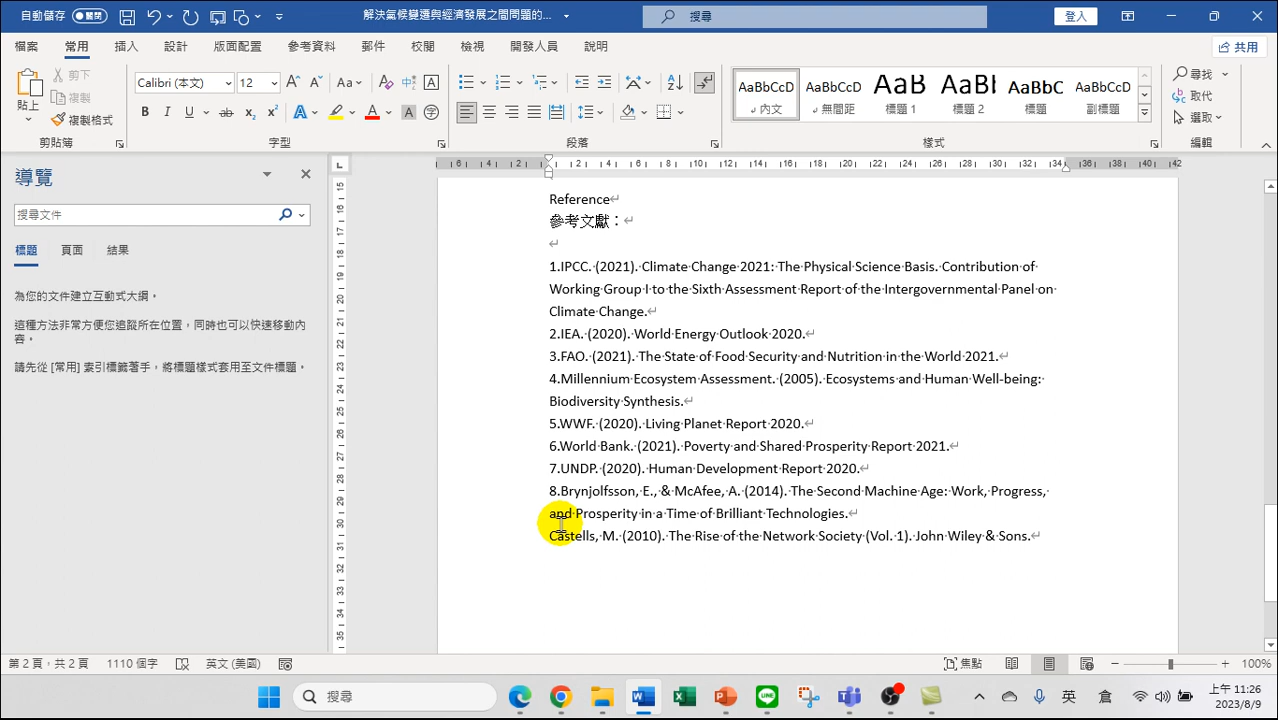 自動儲存 關閉 解決氣候變遷與經濟發展之間問題的... 搜尋 登入
檔案 常用 插入 設計 版面配置 參考資料 郵件 校閱 檢視 開發人員 說明 共用
貼上 剪下 複製 複製格式 Calibri (本文) 12 AaBbCcD 內文 AaBbCcD 無間距 AaB 標題 1 AaBI 標題 2 AaBbC 標題 AaBbCcD 副標題 尋找 取代 選取
剪貼簿 字型 段落 樣式 編輯
導覽
搜尋文件
標題 頁面 結果
為您的文件建立互動式大綱。
這種方法非常方便您追蹤所在位置，同時也可以快速移動內
容。
請先從 [常用] 索引標籤著手，將標題樣式套用至文件標題。
Reference
參考文獻：
1.IPCC. (2021). Climate Change 2021: The Physical Science Basis. Contribution of
Working Group I to the Sixth Assessment Report of the Intergovernmental Panel on
Climate Change.
2.IEA. (2020). World Energy Outlook 2020.
3.FAO. (2021). The State of Food Security and Nutrition in the World 2021.
4.Millennium Ecosystem Assessment. (2005). Ecosystems and Human Well-being:
Biodiversity Synthesis.
5.WWF. (2020). Living Planet Report 2020.
6.World Bank. (2021). Poverty and Shared Prosperity Report 2021.
7.UNDP. (2020). Human Development Report 2020.
8.Brynjolfsson, E., & McAfee, A. (2014). The Second Machine Age: Work, Progress,
and Prosperity in a Time of Brilliant Technologies.
Castells, M. (2010). The Rise of the Network Society (Vol. 1). John Wiley & Sons.
第 2 頁，共 2 頁 1110 個字 英文 (美國) 焦點 100%
搜尋 英 倉 上午 11:26
2023/8/9